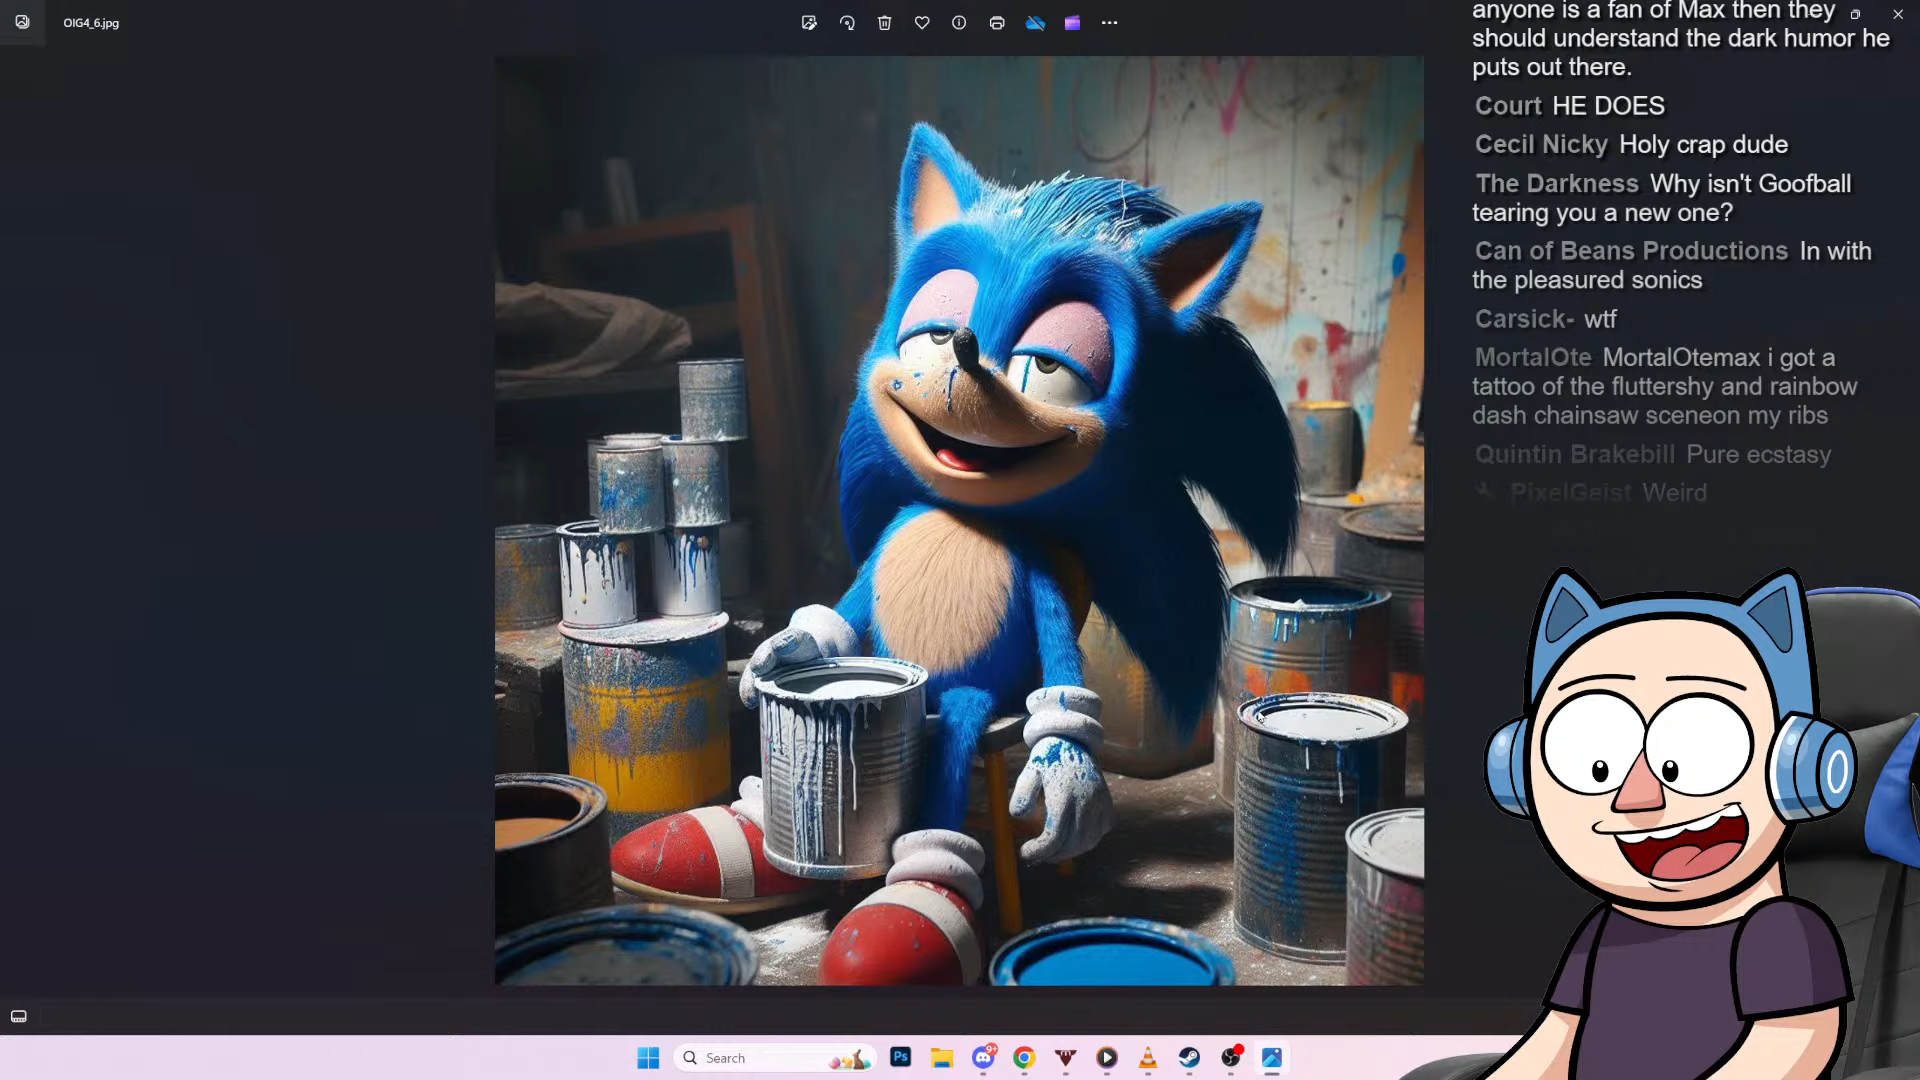 OIG4_6.jpg
anyone is a fan of Max then they
should understand the dark humor he
puts out there.
Court HE DOES
Cecil Nicky Holy crap dude
The Darkness Why isn't Goofball
tearing you a new one?
Can of Beans Productions In with
the pleasured sonics
Carsick- wtf
MortalOte MortalOtemax i got a
tattoo of the fluttershy and rainbow
dash chainsaw sceneon my ribs
Quintin Brakebill Pure ecstasy
PixelGeist Weird
Search
Ps
9+